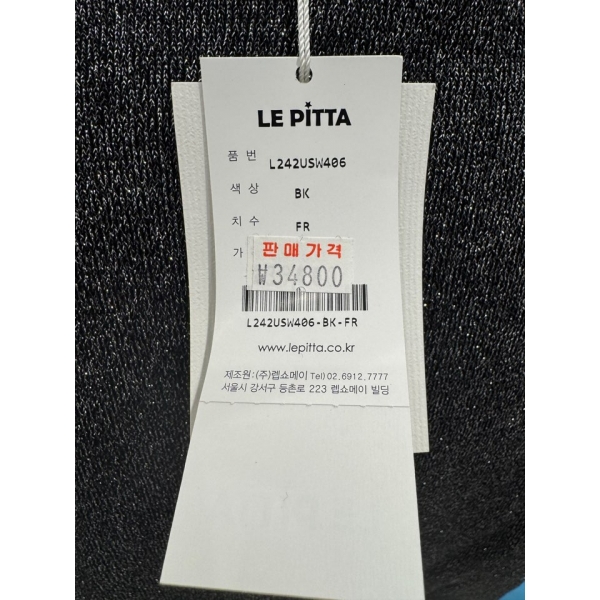 LE PITTA
품 번 L242USW406
색 상 BK
치 수 FR
가
판매가격
₩34800
L242USW406-BK-FR
www.lepitta.co.kr
제조원:(주)렙쇼메이 Tel) 02.6912.7777
서울시 강서구 등촌로 223 렙쇼메이 빌딩